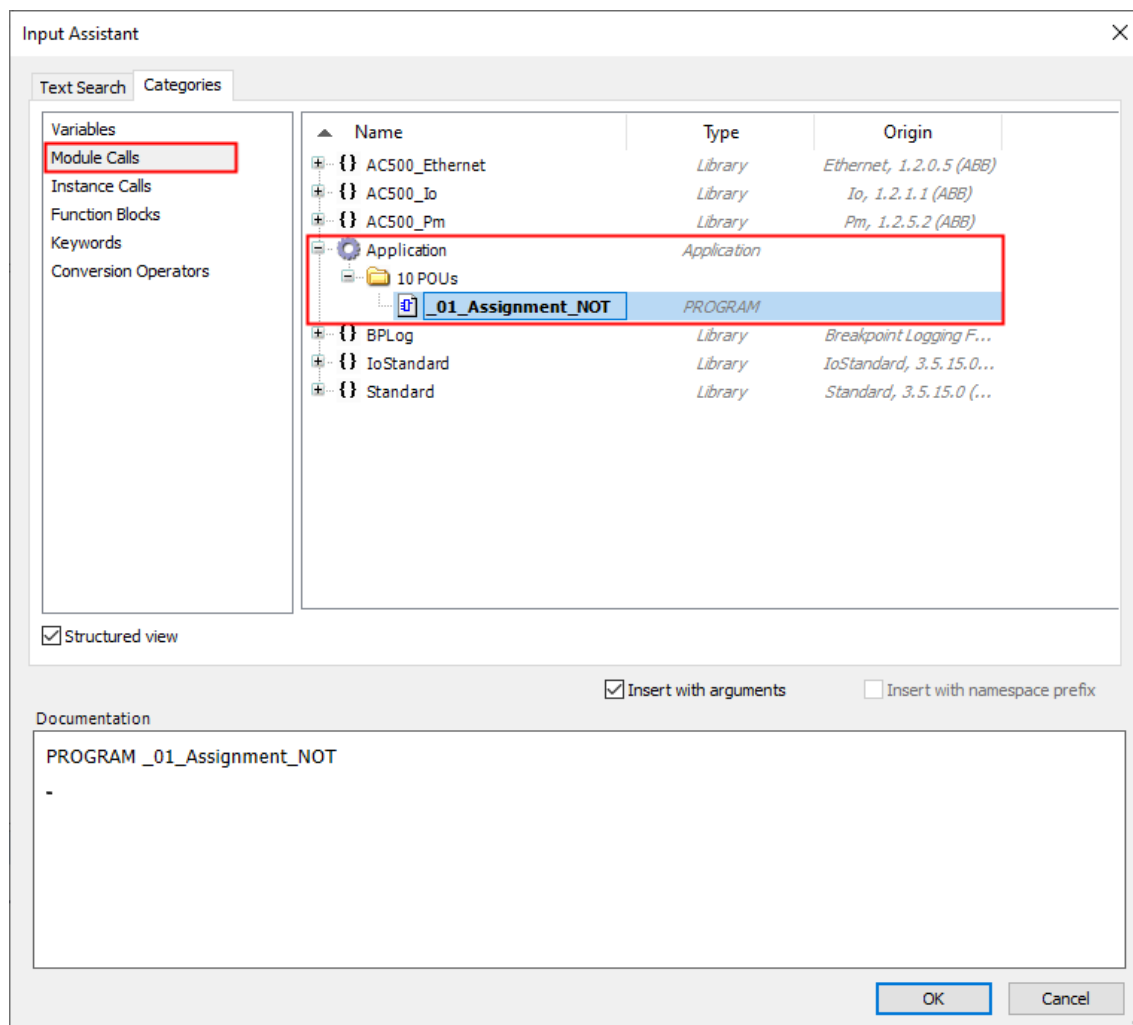 Input Assistant
Text Search Categories
Variables
Module Calls
Instance Calls
Function Blocks
Keywords
Conversion Operators
Name Type Origin
{} AC500_Ethernet Library Ethernet, 1.2.0.5 (ABB)
{} AC500_Io Library Io, 1.2.1.1 (ABB)
{} AC500_Pm Library Pm, 1.2.5.2 (ABB)
Application Application
10 POUs
_01_Assignment_NOT PROGRAM
{} BPLog Library Breakpoint Logging F...
{} IoStandard Library IoStandard, 3.5.15.0...
{} Standard Library Standard, 3.5.15.0 (...
Structured view
Insert with arguments Insert with namespace prefix
Documentation
PROGRAM _01_Assignment_NOT
-
OK Cancel